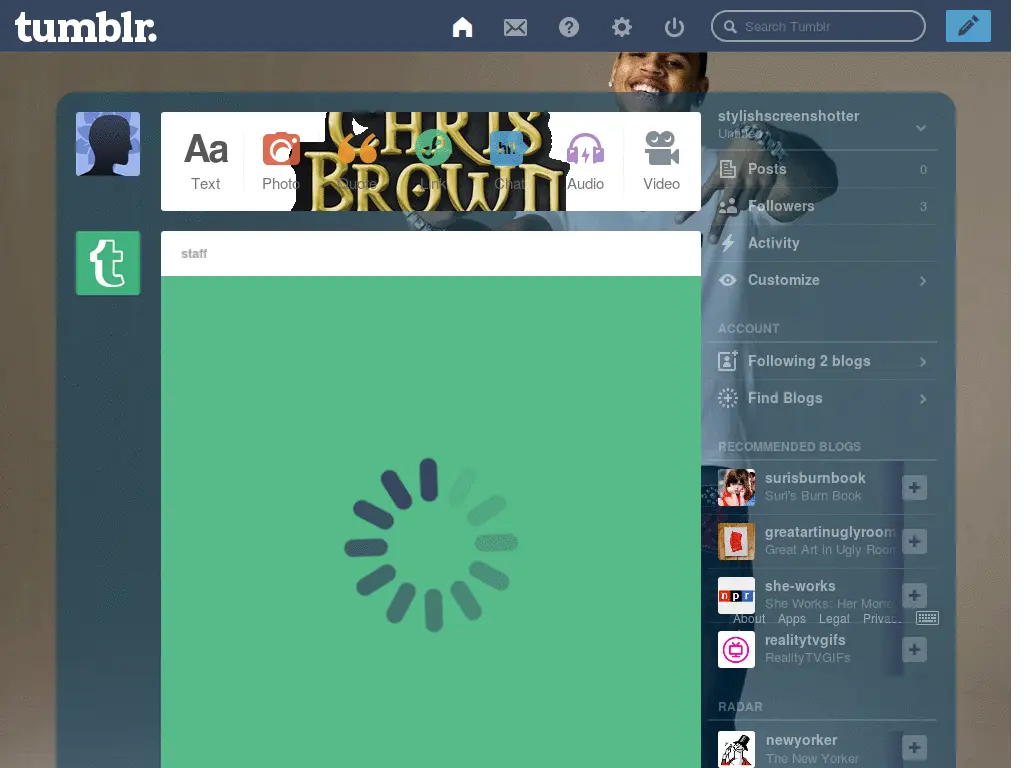 tumblr.
Search Tumblr
CHRIS
BROWN
Aa
Text
Photo
Quote
Link
hi!
Chat
Audio
Video
stylishscreenshotter
Untitled
Posts
0
Followers
3
Activity
Customize
ACCOUNT
Following 2 blogs
Find Blogs
t
staff
RECOMMENDED BLOGS
surisburnbook
Suri's Burn Book
greatartinuglyroom
Great Art in Ugly Room
she-works
n p r
She Works: Her Mone
About Apps Legal Privac
realitytvgifs
RealityTVGIFs
RADAR
newyorker
The New Yorker